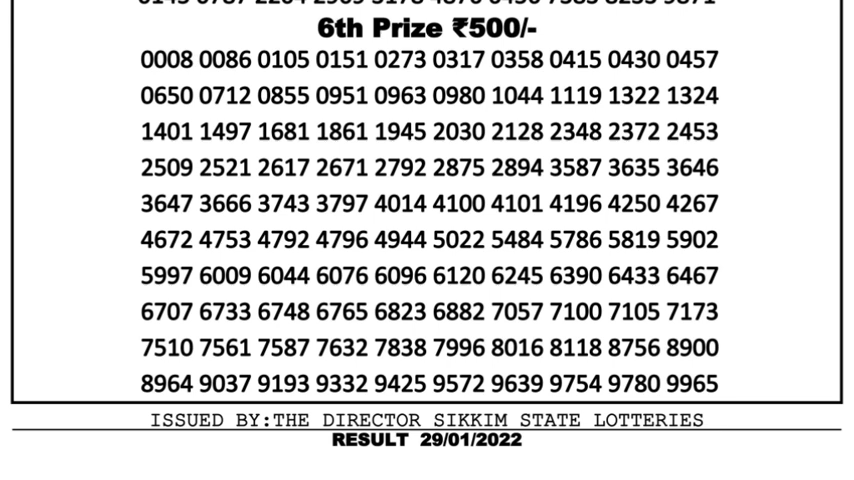 6th Prize ₹500/-
0008 0086 0105 0151 0273 0317 0358 0415 0430 0457
0650 0712 0855 0951 0963 0980 1044 1119 1322 1324
1401 1497 1681 1861 1945 2030 2128 2348 2372 2453
2509 2521 2617 2671 2792 2875 2894 3587 3635 3646
3647 3666 3743 3797 4014 4100 4101 4196 4250 4267
4672 4753 4792 4796 4944 5022 5484 5786 5819 5902
5997 6009 6044 6076 6096 6120 6245 6390 6433 6467
6707 6733 6748 6765 6823 6882 7057 7100 7105 7173
7510 7561 7587 7632 7838 7996 8016 8118 8756 8900
8964 9037 9193 9332 9425 9572 9639 9754 9780 9965
ISSUED BY:THE DIRECTOR SIKKIM STATE LOTTERIES
RESULT 29/01/2022